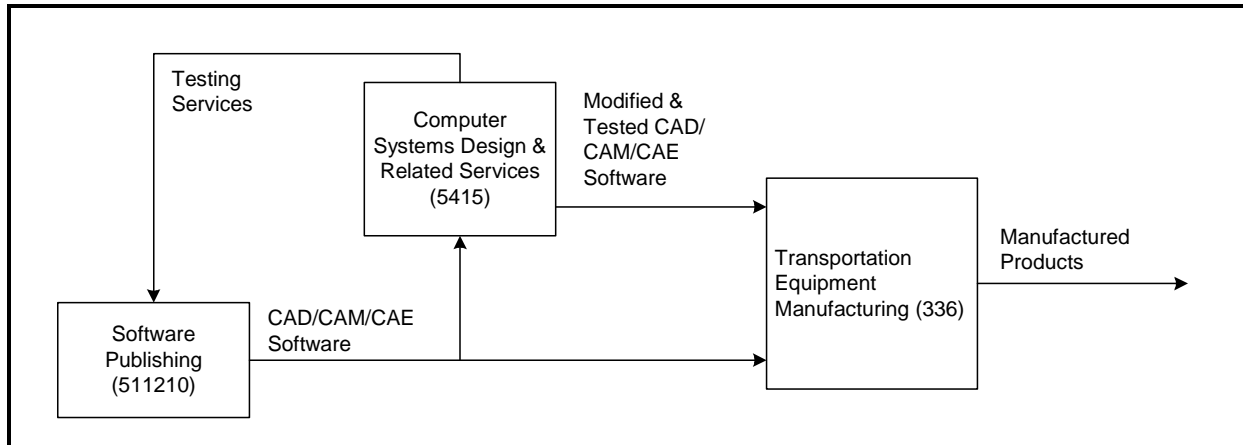 Testing
Services
Computer
Systems Design &
Related Services
(5415)
Modified &
Tested CAD/
CAM/CAE
Software
Transportation
Equipment
Manufacturing (336)
Manufactured
Products
Software
Publishing
(511210)
CAD/CAM/CAE
Software